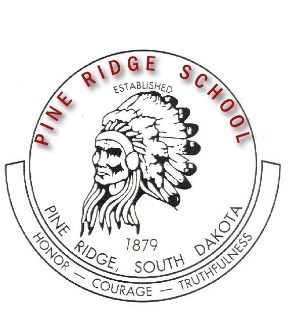 PINE RIDGE SCHOOL
ESTABLISHED
1879
PINE RIDGE, SOUTH DAKOTA
HONOR — COURAGE — TRUTHFULNESS